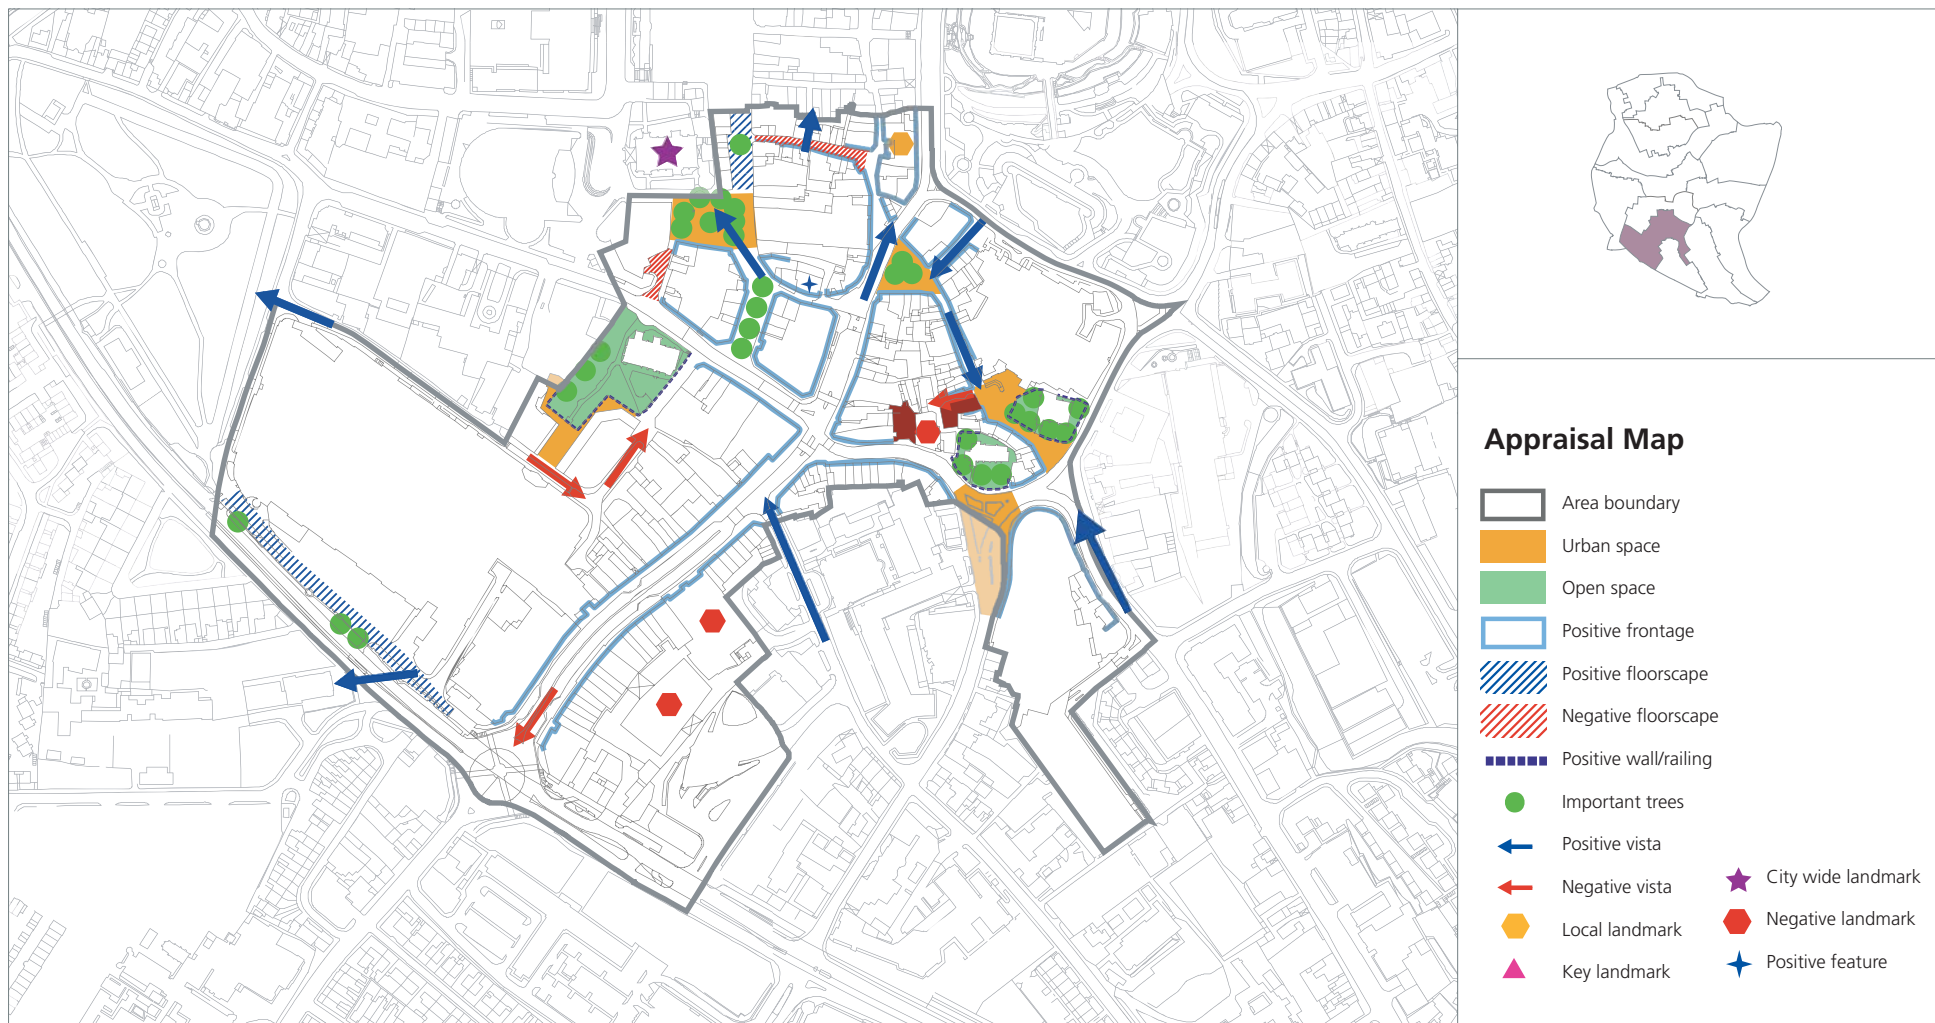 Appraisal Map
Area boundary
Urban space
Open space
Positive frontage
Positive floorscape
Negative floorscape
Positive wall/railing
Important trees
Positive vista
Negative vista
Local landmark
Key landmark
City wide landmark
Negative landmark
Positive feature